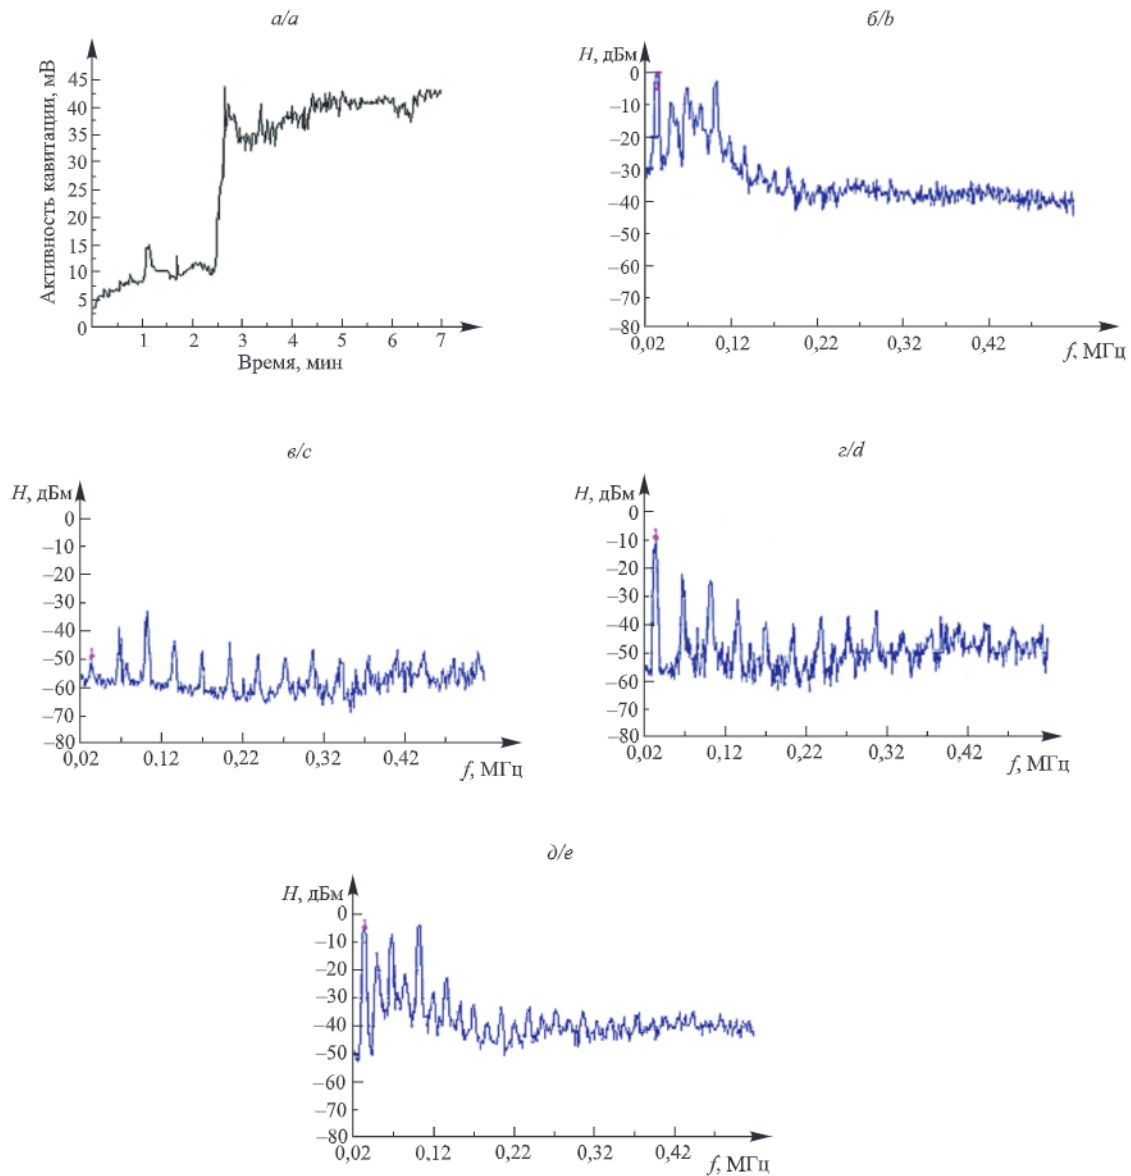 а/a
Активность кавитации, мВ
45
40
35
30
25
20
15
10
5
0
1 2 3 4 5 6 7
Время, мин
б/b
H, дБм
0
–10
–20
–30
–40
–50
–60
–70
–80
0,02 0,12 0,22 0,32 0,42
f, МГц
в/c
H, дБм
0
–10
–20
–30
–40
–50
–60
–70
–80
0,02 0,12 0,22 0,32 0,42
f, МГц
г/d
H, дБм
0
–10
–20
–30
–40
–50
–60
–70
–80
0,02 0,12 0,22 0,32 0,42
f, МГц
д/e
H, дБм
0
–10
–20
–30
–40
–50
–60
–70
–80
0,02 0,12 0,22 0,32 0,42
f, МГц